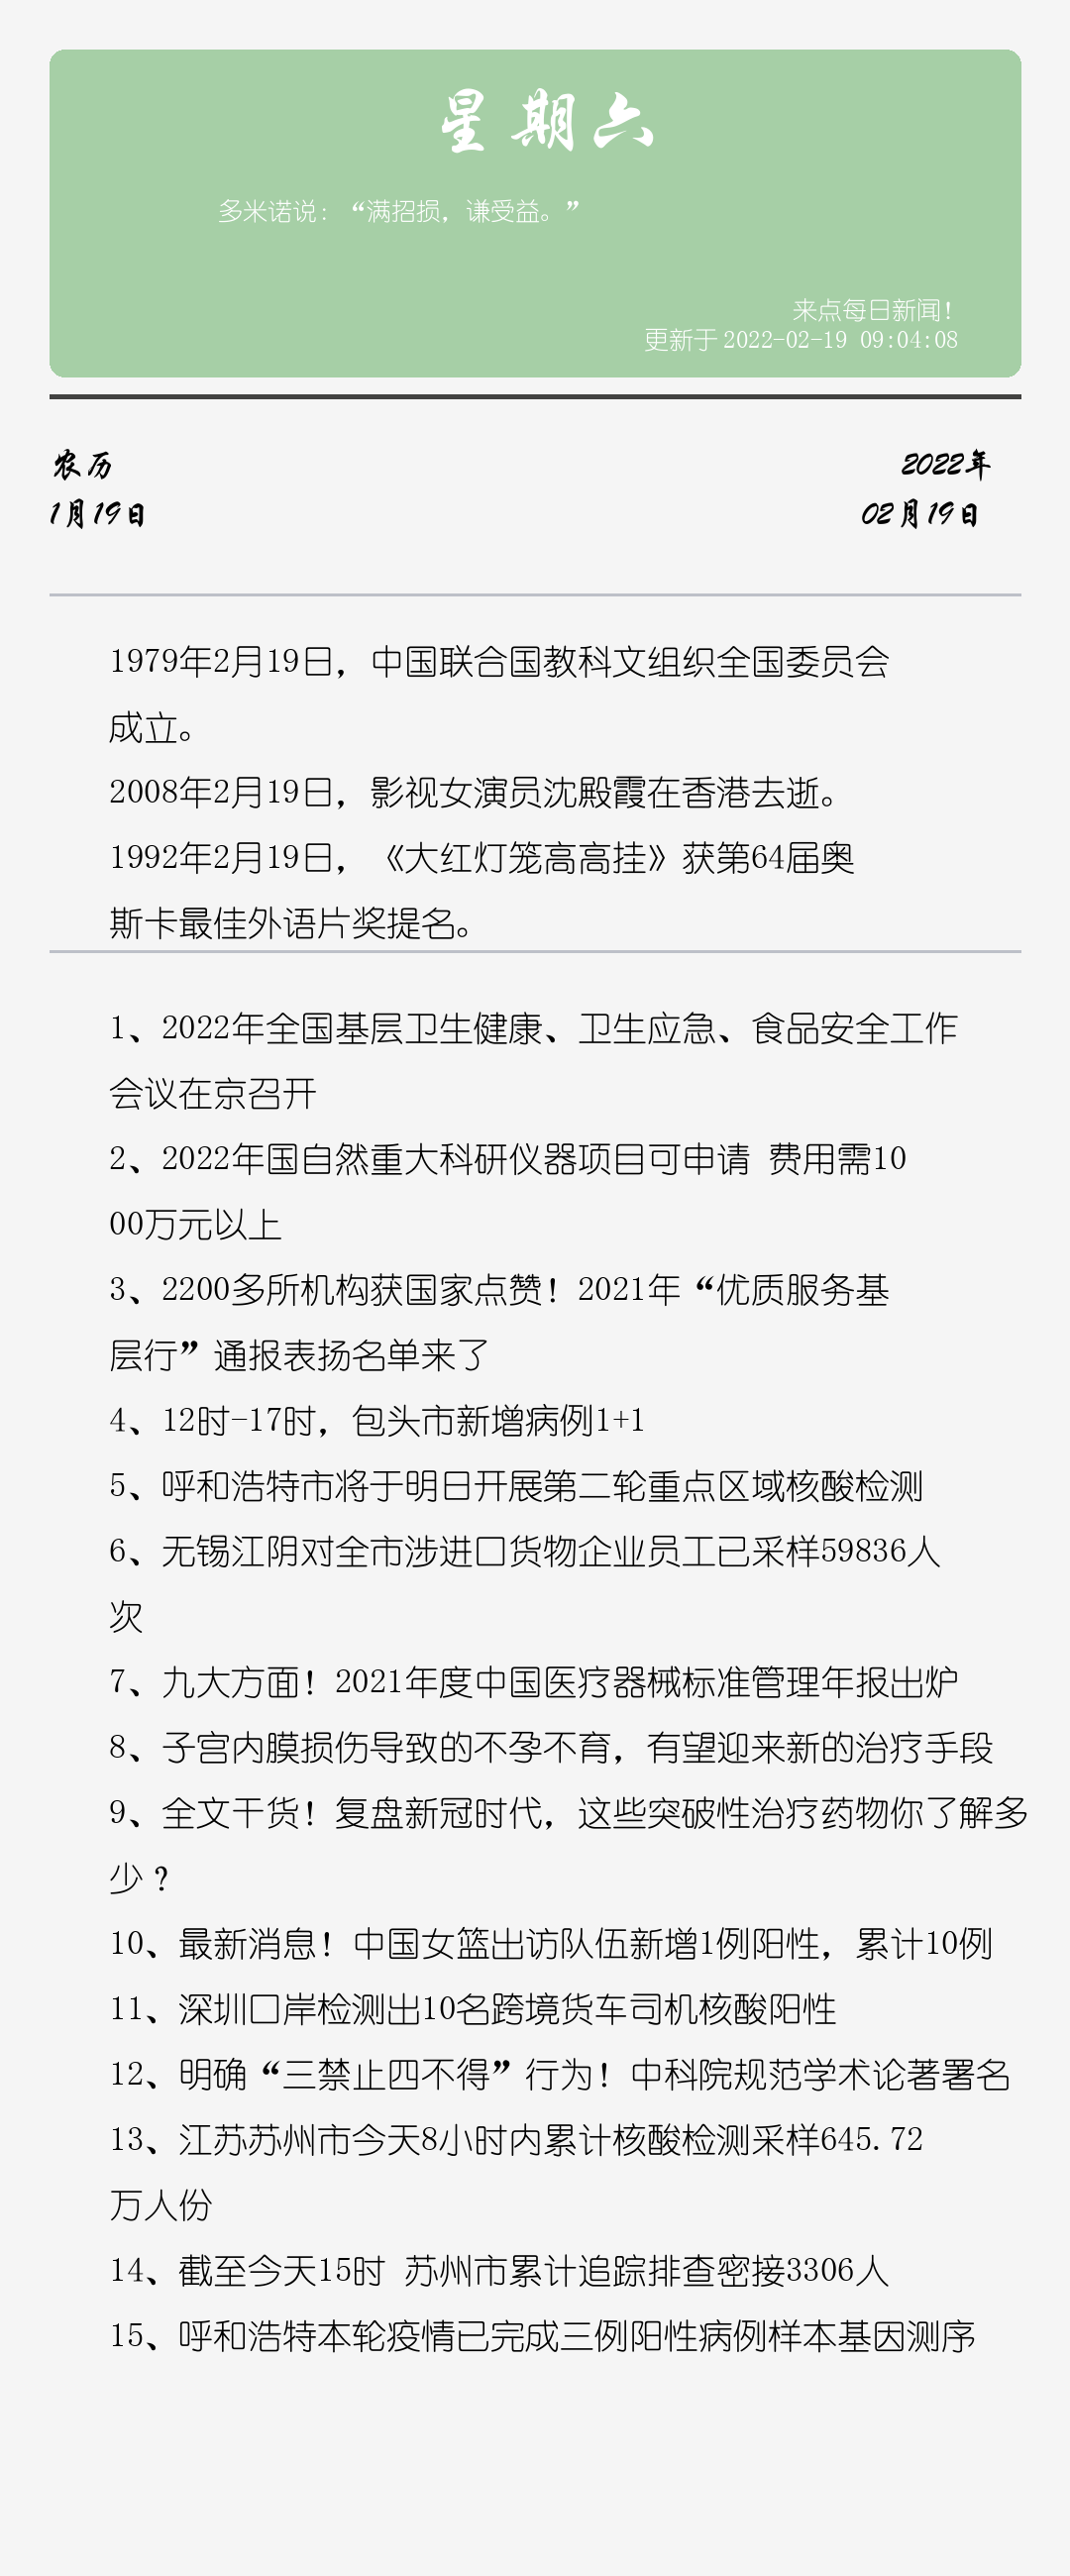 星期六
多米诺说：“满招损，谦受益。”
来点每日新闻！
更新于 2022-02-19 09:04:08
农历
2022年
1月19日
02月19日
1979年2月19日，中国联合国教科文组织全国委员会
成立。
2008年2月19日，影视女演员沈殿霞在香港去逝。
1992年2月19日，《大红灯笼高高挂》获第64届奥
斯卡最佳外语片奖提名。
1、2022年全国基层卫生健康、卫生应急、食品安全工作
会议在京召开
2、2022年国自然重大科研仪器项目可申请 费用需10
00万元以上
3、2200多所机构获国家点赞！2021年“优质服务基
层行”通报表扬名单来了
4、12时-17时，包头市新增病例1+1
5、呼和浩特市将于明日开展第二轮重点区域核酸检测
6、无锡江阴对全市涉进口货物企业员工已采样59836人
次
7、九大方面！2021年度中国医疗器械标准管理年报出炉
8、子宫内膜损伤导致的不孕不育，有望迎来新的治疗手段
9、全文干货！复盘新冠时代，这些突破性治疗药物你了解多
少？
10、最新消息！中国女篮出访队伍新增1例阳性，累计10例
11、深圳口岸检测出10名跨境货车司机核酸阳性
12、明确“三禁止四不得”行为！中科院规范学术论著署名
13、江苏苏州市今天8小时内累计核酸检测采样645.72
万人份
14、截至今天15时 苏州市累计追踪排查密接3306人
15、呼和浩特本轮疫情已完成三例阳性病例样本基因测序